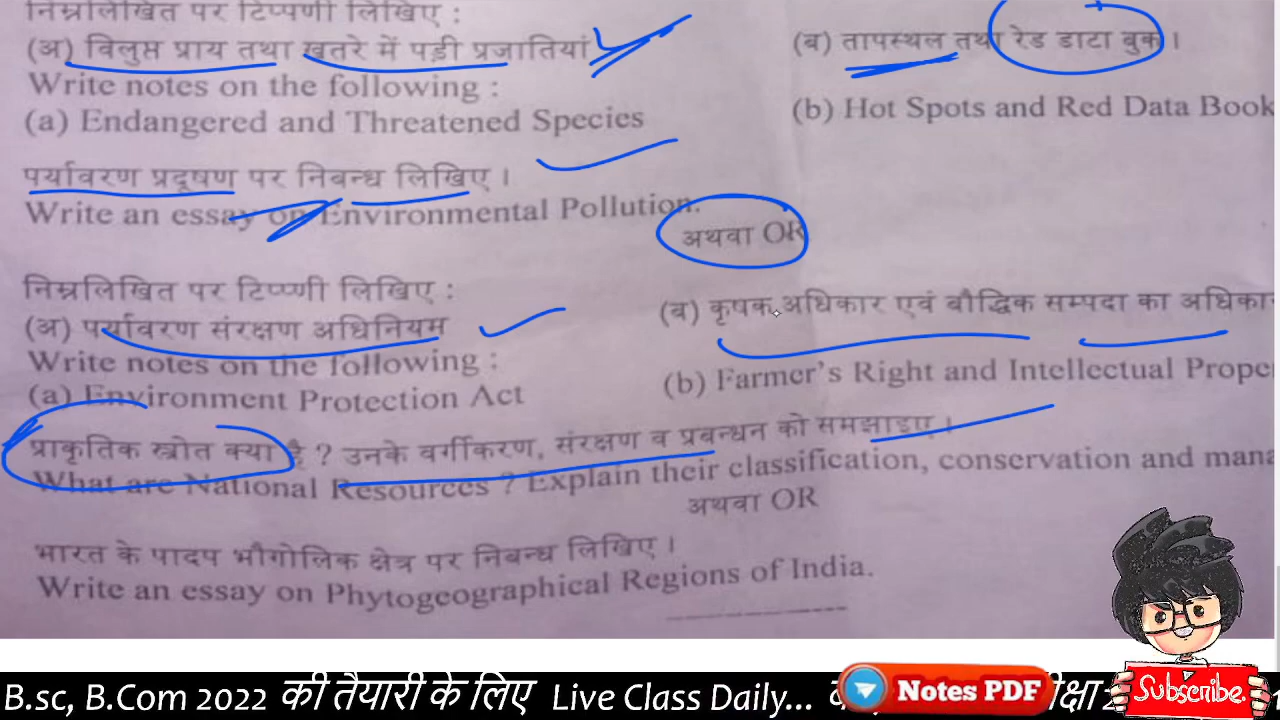 निम्नलिखित पर टिप्पणी लिखिए :
(अ) विलुप्त प्राय तथा खतरे में पड़ी प्रजातियां (ब) तापस्थल तथा रेड डाटा बुक।
Write notes on the following :
(a) Endangered and Threatened Species (b) Hot Spots and Red Data Book
पर्यावरण प्रदूषण पर निबन्ध लिखिए।
Write an essay on Environmental Pollution.
अथवा OR
निम्नलिखित पर टिप्प्णी लिखिए :
(अ) पर्यावरण संरक्षण अधिनियम (ब) कृषक अधिकार एवं बौद्धिक सम्पदा का
Write notes on the following :
(a) Environment Protection Act (b) Farmer's Right and Intellectual
प्राकृतिक स्त्रोत क्या है ? उनके वर्गीकरण, संरक्षण व प्रबन्धन को समझाइए।
What are National Resources ? Explain their classification, conservation and
अथवा OR
भारत के पादप भौगोलिक क्षेत्र पर निबन्ध लिखिए।
Write an essay on Phytogeographical Regions of India.
B.sc, B.Com 2022 की तैयारी के लिए Live Class Daily...
Notes PDF
Subscribe